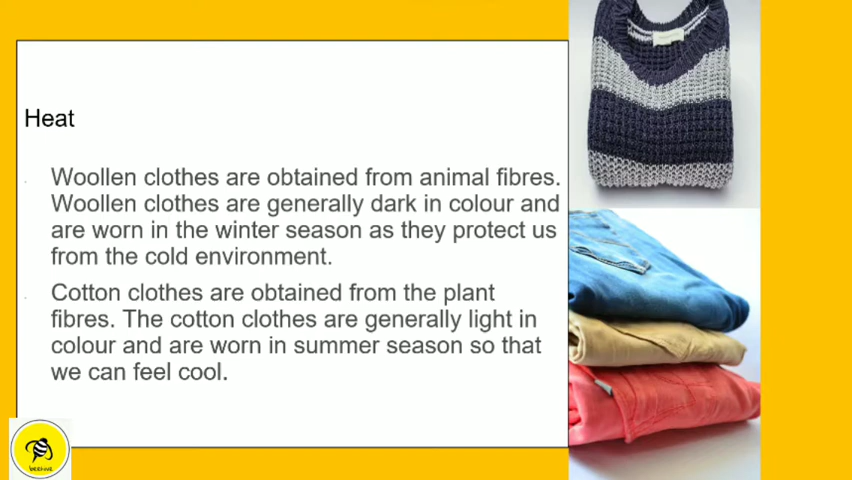 Heat
Woollen clothes are obtained from animal fibres.
Woollen clothes are generally dark in colour and
are worn in the winter season as they protect us
from the cold environment.
Cotton clothes are obtained from the plant
fibres. The cotton clothes are generally light in
colour and are worn in summer season so that
we can feel cool.
BEEHIVE